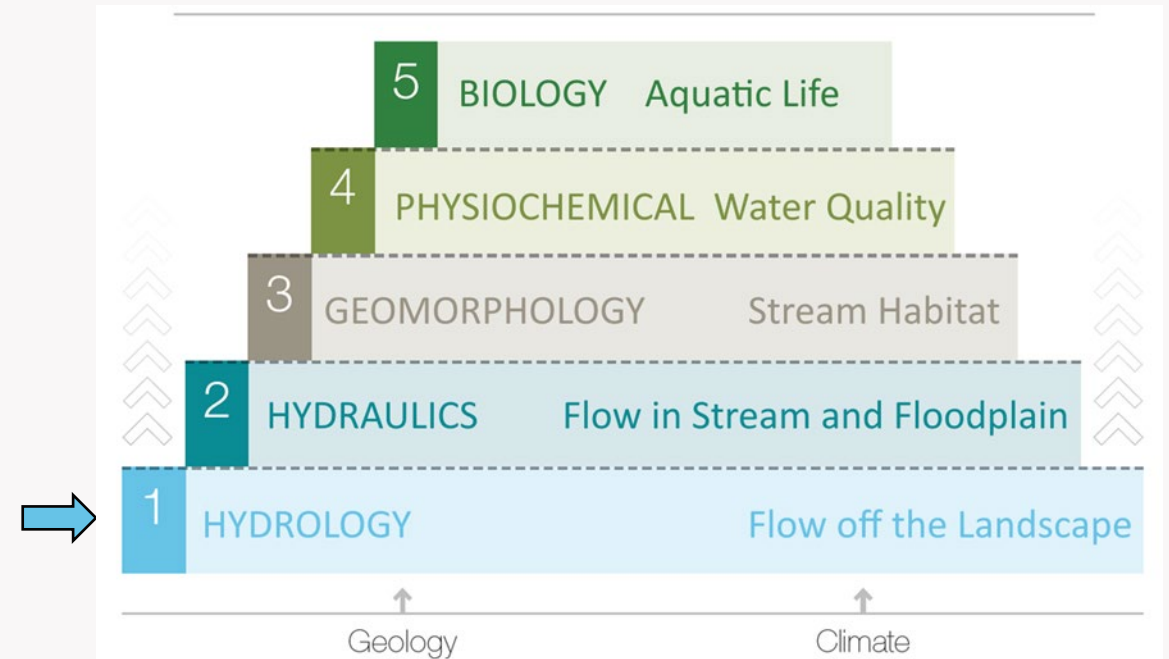 5 BIOLOGY Aquatic Life
4 PHYSIOCHEMICAL Water Quality
3 GEOMORPHOLOGY Stream Habitat
2 HYDRAULICS Flow in Stream and Floodplain
1 HYDROLOGY Flow off the Landscape
Geology Climate